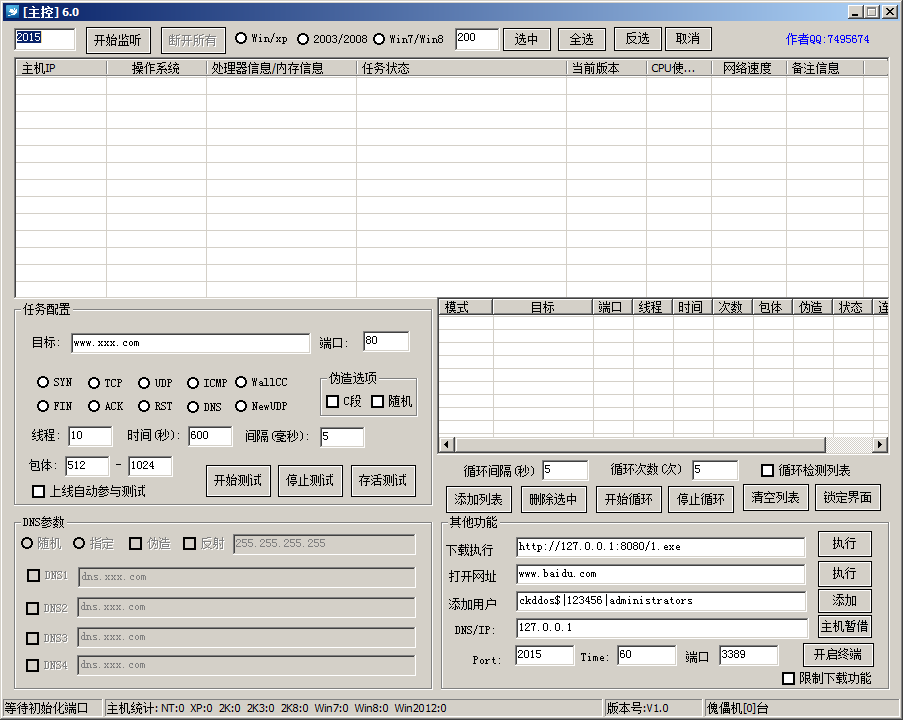 [主控] 6.0
2015 开始监听 断开所有 Win/xp 2003/2008 Win7/Win8 200 选中 全选 反选 取消 作者QQ:7495674
主机IP 操作系统 处理器信息/内存信息 任务状态 当前版本 CPU使... 网络速度 备注信息
任务配置
目标: www.xxx.com 端口: 80
SYN TCP UDP ICMP WallCC
FIN ACK RST DNS NewUDP
伪造选项
C段 随机
线程: 10 时间(秒): 600 间隔(毫秒): 5
包体: 512 - 1024
上线自动参与测试
开始测试 停止测试 存活测试
模式 目标 端口 线程 时间 次数 包体 伪造 状态 连
循环间隔(秒) 5 循环次数(次) 5 循环检测列表
添加列表 删除选中 开始循环 停止循环 清空列表 锁定界面
DNS参数
随机 指定 伪造 反射 255.255.255.255
DNS1 dns.xxx.com
DNS2 dns.xxx.com
DNS3 dns.xxx.com
DNS4 dns.xxx.com
其他功能
下载执行 http://127.0.0.1:8080/1.exe 执行
打开网址 www.baidu.com 执行
添加用户 ckddos$|123456|administrators 添加
DNS/IP: 127.0.0.1 主机暂借
Port: 2015 Time: 60 端口 3389 开启终端
限制下载功能
等待初始化端口 主机统计: NT:0 XP:0 2K:0 2K3:0 2K8:0 Win7:0 Win8:0 Win2012:0 版本号:V1.0 傀儡机[0]台